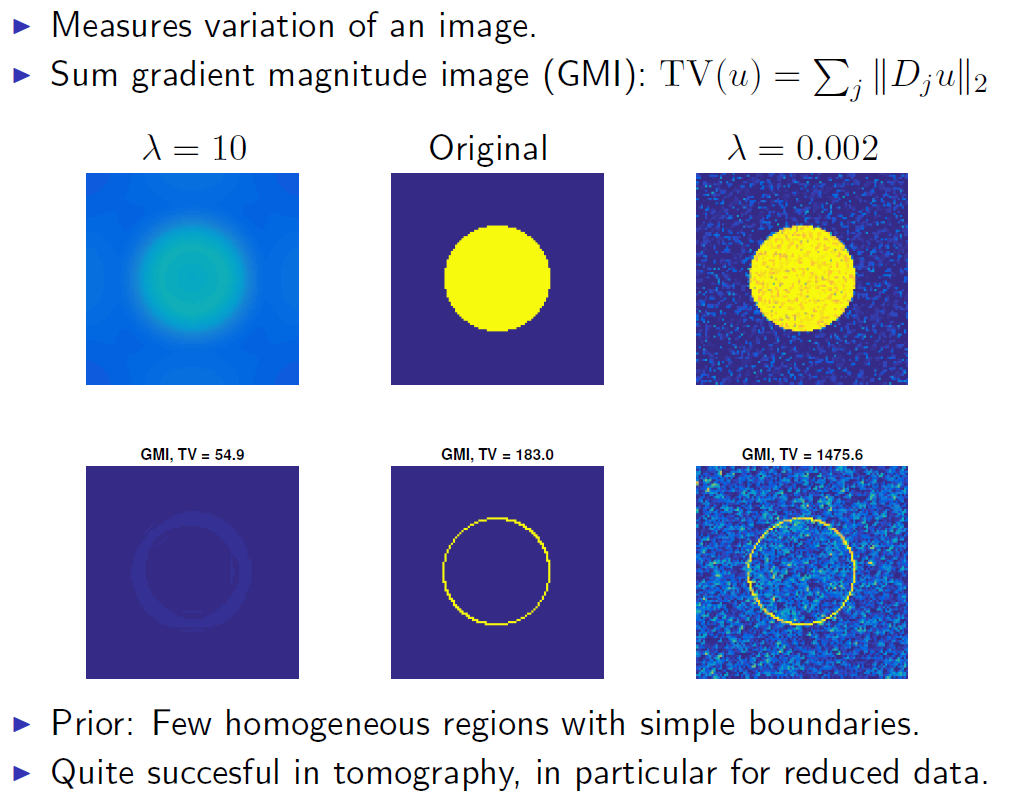 ▶ Measures variation of an image.
▶ Sum gradient magnitude image (GMI): TV(u) = ∑_j ‖D_j u‖_2
λ = 10 Original λ = 0.002
GMI, TV = 54.9 GMI, TV = 183.0 GMI, TV = 1475.6
▶ Prior: Few homogeneous regions with simple boundaries.
▶ Quite succesful in tomography, in particular for reduced data.